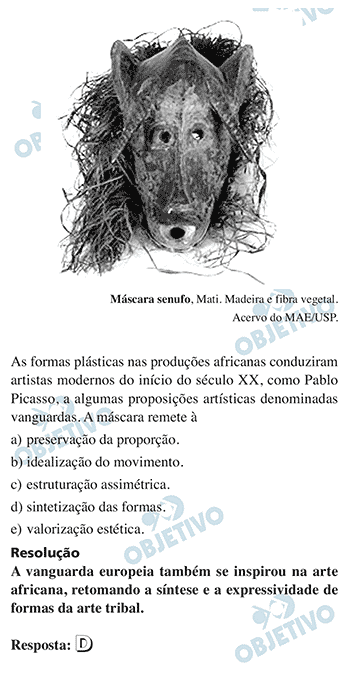 OBJETIVO
OBJETIVO
Máscara senufo, Mati. Madeira e fibra vegetal.
Acervo do MAE/USP.
OBJETIVO
As formas plásticas nas produções africanas conduziram
artistas modernos do início do século XX, como Pablo
Picasso, a algumas proposições artísticas denominadas
vanguardas. A máscara remete à
a) preservação da proporção.
OBJETIVO
b) idealização do movimento.
c) estruturação assimétrica.
d) sintetização das formas.
e) valorização estética.
OBJETIVO
Resolução
A vanguarda europeia também se inspirou na arte
africana, retomando a síntese e a expressividade de
formas da arte tribal.
OBJETIVO
Resposta: D